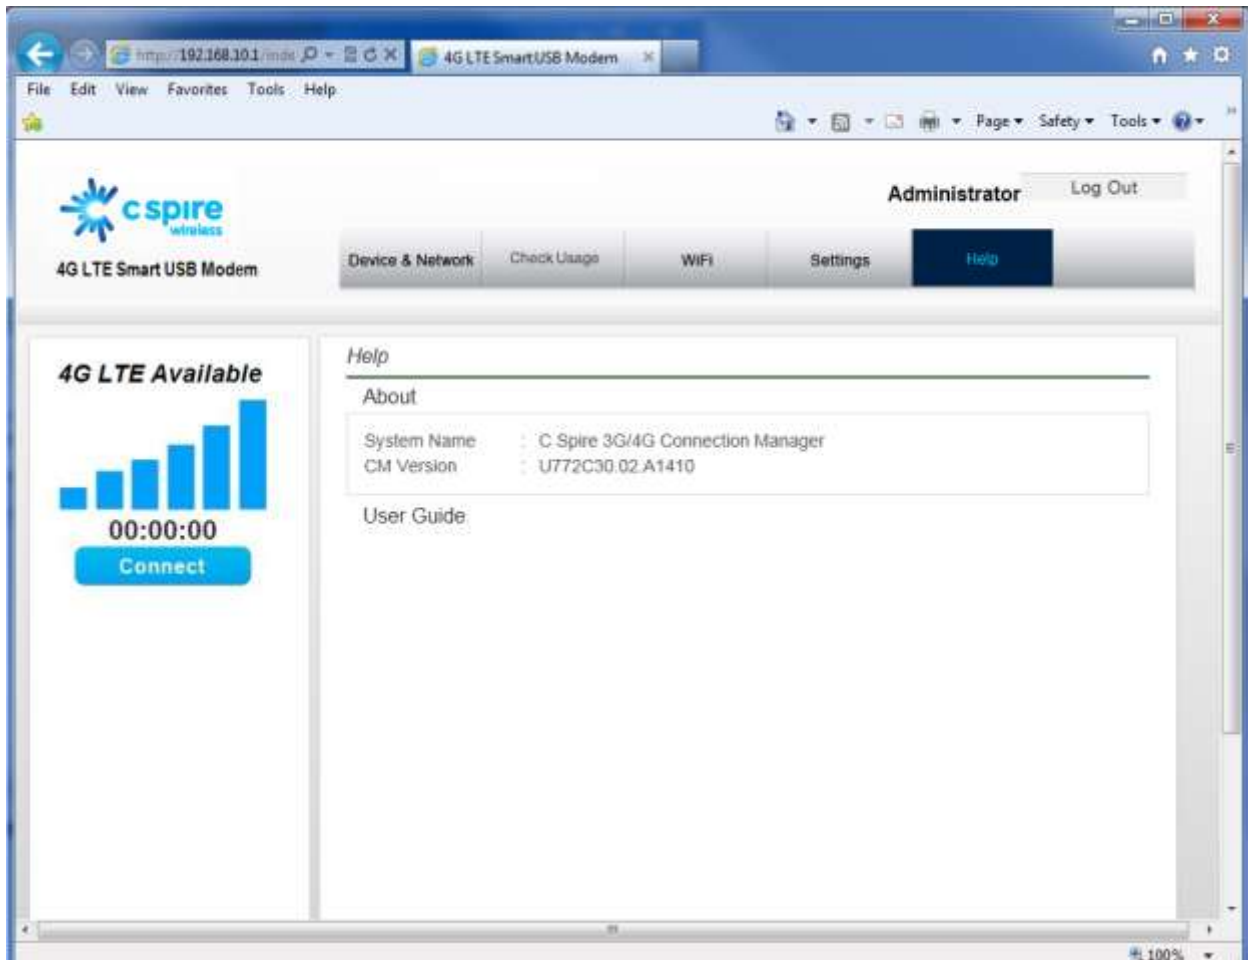 http://192.168.10.1/inde
4G LTE SmartUSB Modem
File Edit View Favorites Tools Help
Page Safety Tools
c spire
wireless
Administrator
Log Out
4G LTE Smart USB Modem
Device & Network
Check Usage
WiFi
Settings
Help
4G LTE Available
00:00:00
Connect
Help
About
System Name : C Spire 3G/4G Connection Manager
CM Version : U772C30.02.A1410
User Guide
100%